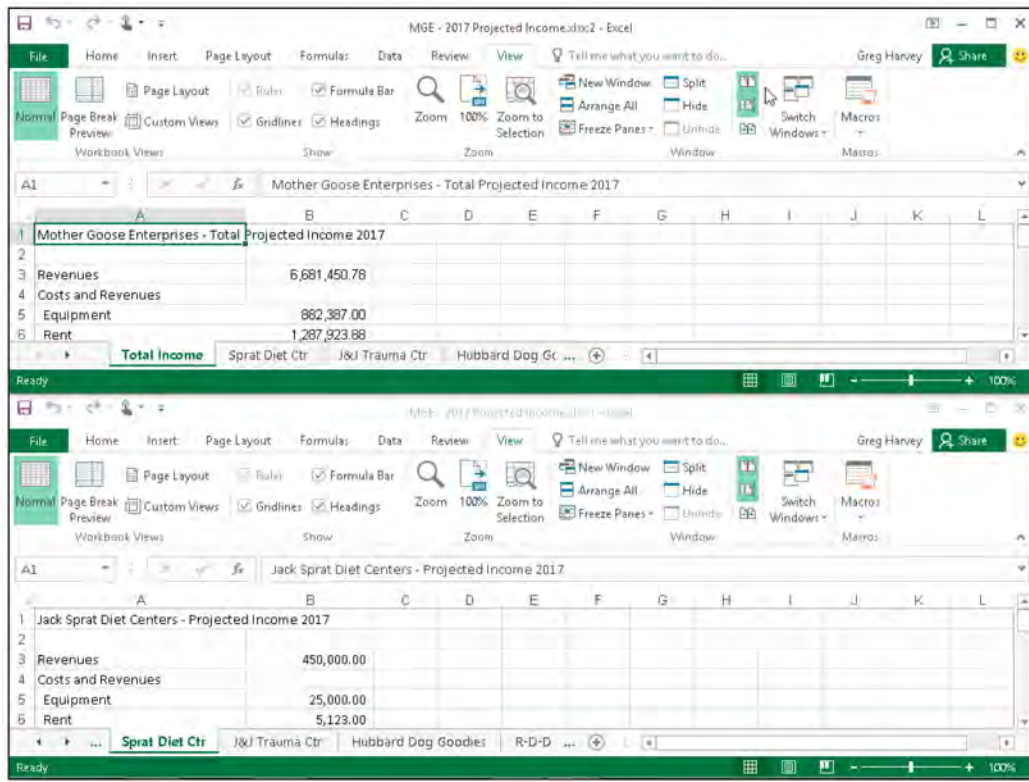 MGE - 2017 Projected Income.xlsx:2 - Excel
File Home Insert Page Layout Formulas Data Review View Tell me what you want to do... Greg Harvey Share
Normal Page Break Preview Page Layout Custom Views Ruler Gridlines Formula Bar Headings Zoom 100% Zoom to Selection New Window Arrange All Freeze Panes Split Hide Unhide Switch Windows Macros
Workbook Views Show Zoom Window Macros
A1 fx Mother Goose Enterprises - Total Projected Income 2017
A B C D E F G H I J K L
1 Mother Goose Enterprises - Total Projected Income 2017
2
3 Revenues 6,681,450.78
4 Costs and Revenues
5 Equipment 882,387.00
6 Rent 1,287,923.88
Total Income Sprat Diet Ctr J&J Trauma Ctr Hubbard Dog Gc ...
Ready 100%
MGE - 2017 Projected Income.xlsx:1 - Excel
File Home Insert Page Layout Formulas Data Review View Tell me what you want to do... Greg Harvey Share
Normal Page Break Preview Page Layout Custom Views Ruler Gridlines Formula Bar Headings Zoom 100% Zoom to Selection New Window Arrange All Freeze Panes Split Hide Unhide Switch Windows Macros
Workbook Views Show Zoom Window Macros
A1 fx Jack Sprat Diet Centers - Projected Income 2017
A B C D E F G H I J K L
1 Jack Sprat Diet Centers - Projected Income 2017
2
3 Revenues 450,000.00
4 Costs and Revenues
5 Equipment 25,000.00
6 Rent 5,123.00
... Sprat Diet Ctr J&J Trauma Ctr Hubbard Dog Goodies R-D-D ...
Ready 100%